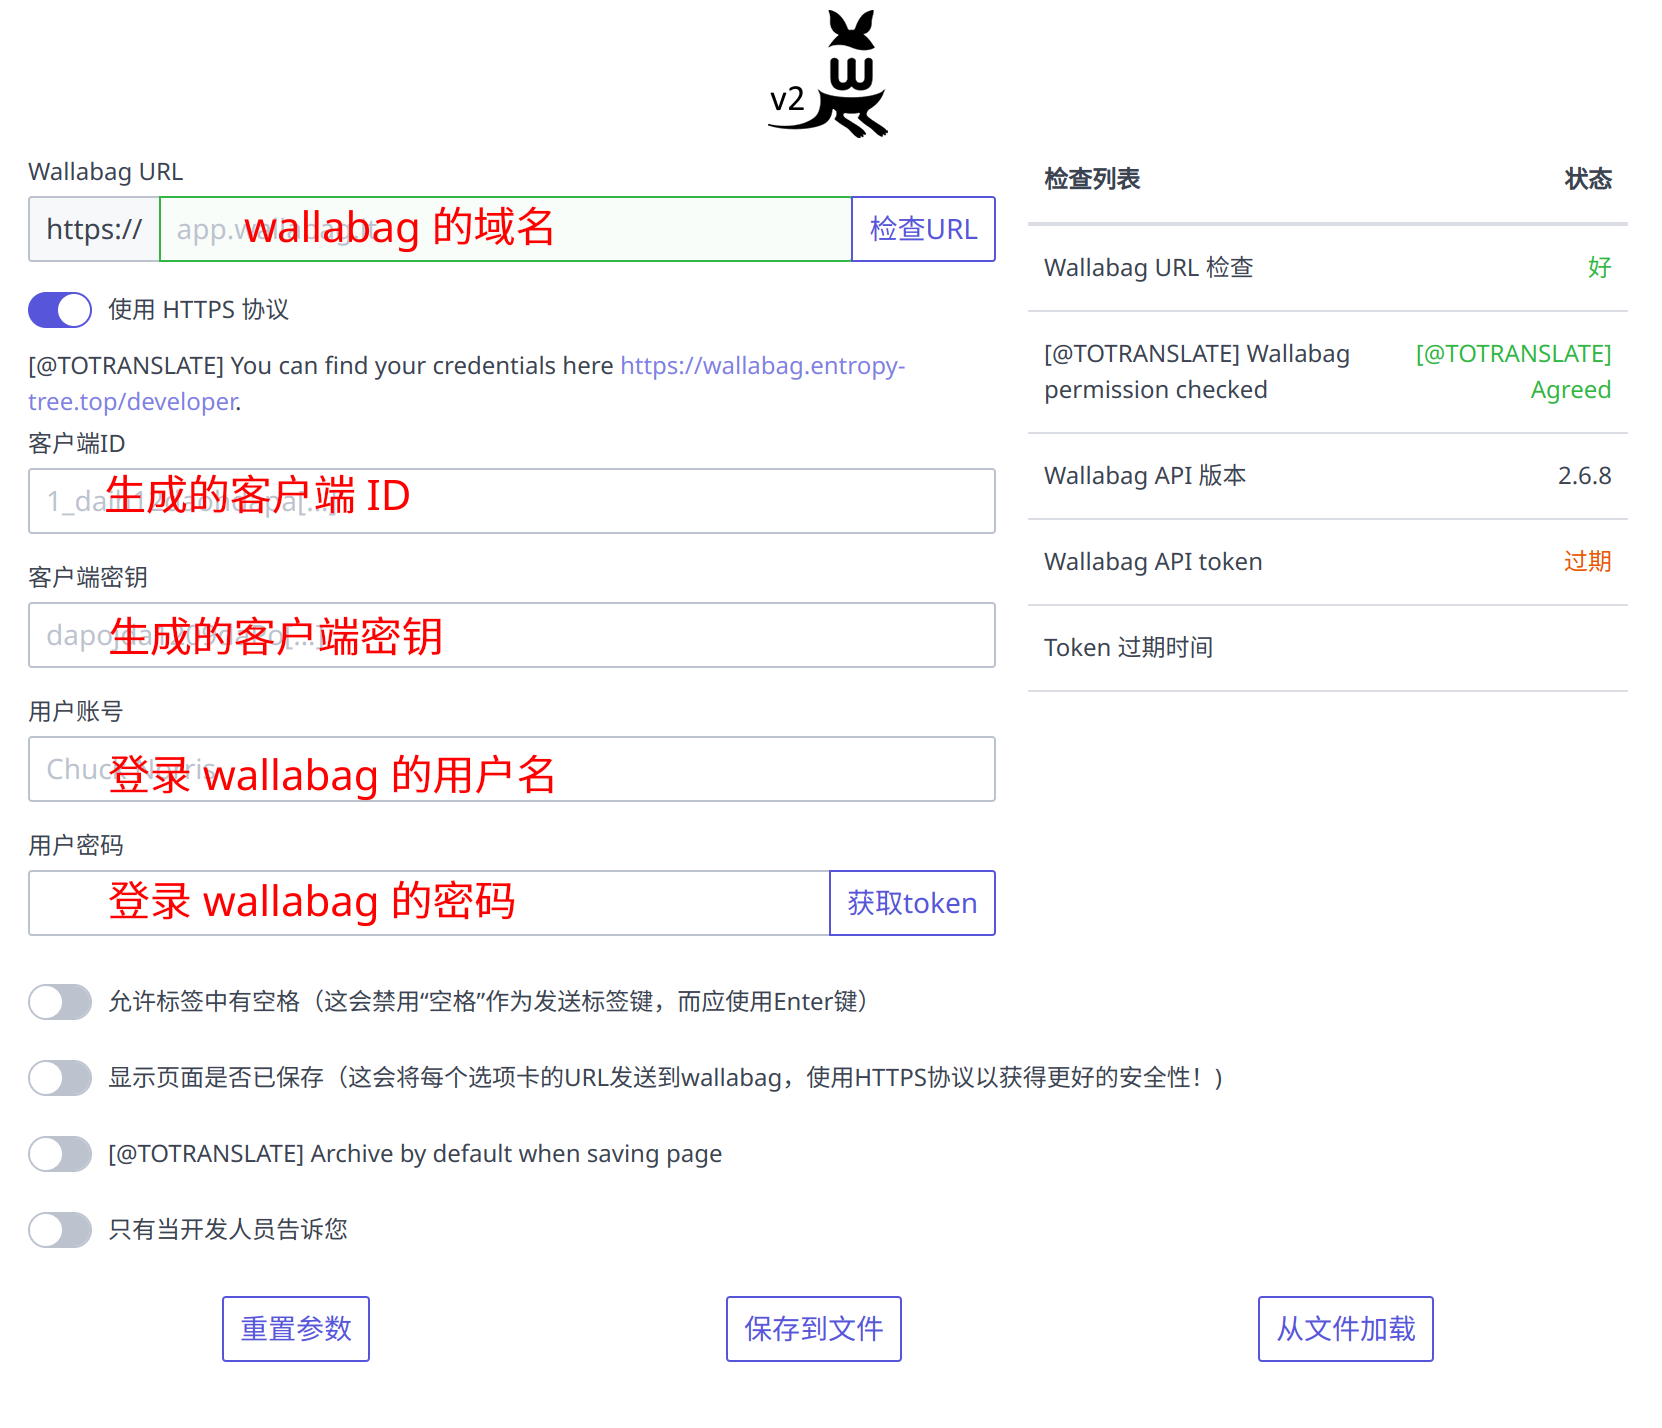 w
v2
Wallabag URL
https://
wallabag 的域名
检查URL
使用 HTTPS 协议
[@TOTRANSLATE] You can find your credentials here https://wallabag.entropy-
tree.top/developer.
客户端ID
生成的客户端 ID
客户端密钥
生成的客户端密钥
用户账号
Chuck Norris
登录 wallabag 的用户名
用户密码
登录 wallabag 的密码
获取token
允许标签中有空格（这会禁用“空格”作为发送标签键，而应使用Enter键）
显示页面是否已保存（这会将每个选项卡的URL发送到wallabag，使用HTTPS协议以获得更好的安全性！)
[@TOTRANSLATE] Archive by default when saving page
只有当开发人员告诉您
重置参数
保存到文件
从文件加载
检查列表 状态
Wallabag URL 检查 好
[@TOTRANSLATE] Wallabag [@TOTRANSLATE]
permission checked Agreed
Wallabag API 版本 2.6.8
Wallabag API token 过期
Token 过期时间